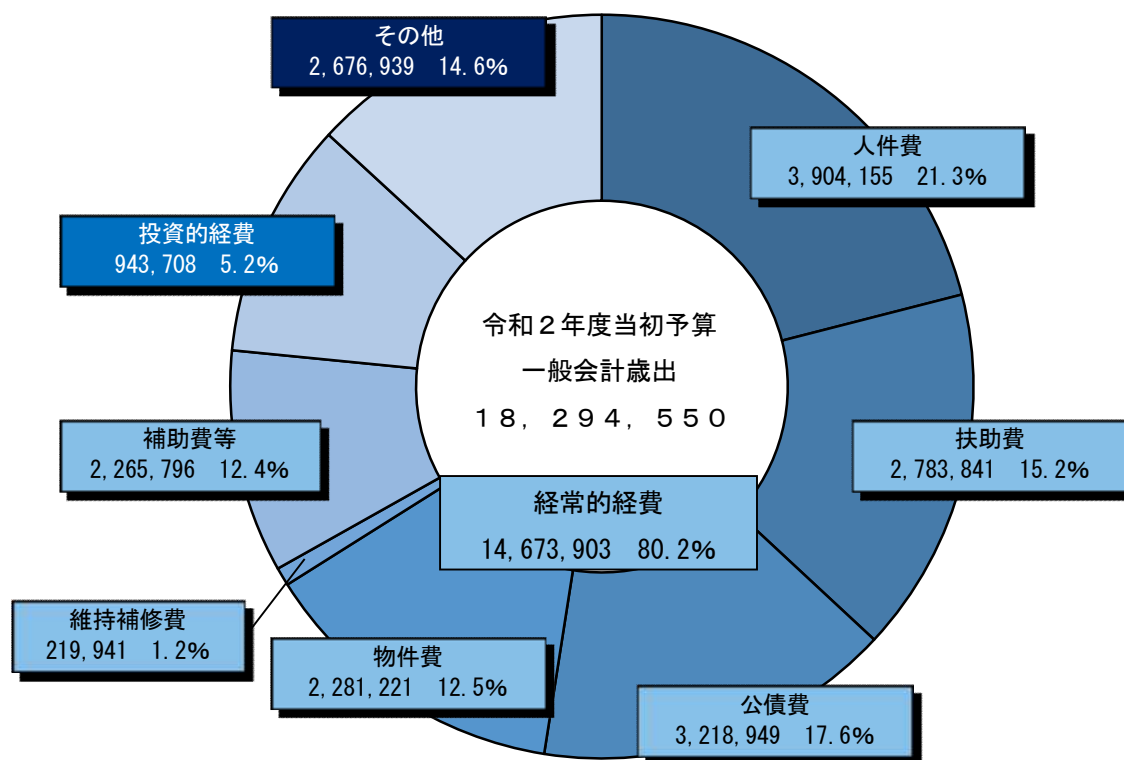 その他
2,676,939 14.6%
人件費
3,904,155 21.3%
投資的経費
943,708 5.2%
令和2年度当初予算
一般会計歳出
18,294,550
補助費等
2,265,796 12.4%
扶助費
2,783,841 15.2%
経常的経費
14,673,903 80.2%
維持補修費
219,941 1.2%
物件費
2,281,221 12.5%
公債費
3,218,949 17.6%